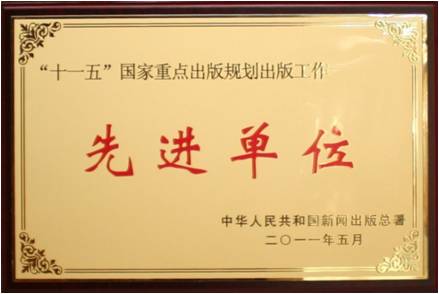 “十一五”国家重点出版规划出版工作
先进单位
中华人民共和国新闻出版总署
二〇一一年五月